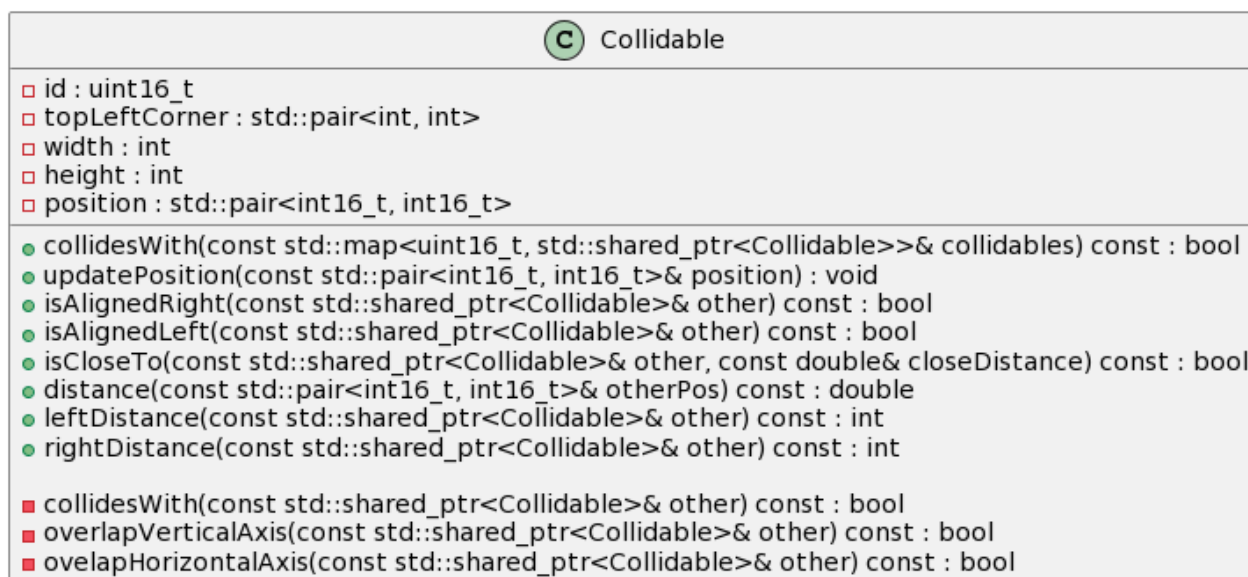 C Collidable
id : uint16_t
topLeftCorner : std::pair<int, int>
width : int
height : int
position : std::pair<int16_t, int16_t>
collidesWith(const std::map<uint16_t, std::shared_ptr<Collidable>>& collidables) const : bool
updatePosition(const std::pair<int16_t, int16_t>& position) : void
isAlignedRight(const std::shared_ptr<Collidable>& other) const : bool
isAlignedLeft(const std::shared_ptr<Collidable>& other) const : bool
isCloseTo(const std::shared_ptr<Collidable>& other, const double& closeDistance) const : bool
distance(const std::pair<int16_t, int16_t>& otherPos) const : double
leftDistance(const std::shared_ptr<Collidable>& other) const : int
rightDistance(const std::shared_ptr<Collidable>& other) const : int
collidesWith(const std::shared_ptr<Collidable>& other) const : bool
overlapVerticalAxis(const std::shared_ptr<Collidable>& other) const : bool
ovelapHorizontalAxis(const std::shared_ptr<Collidable>& other) const : bool